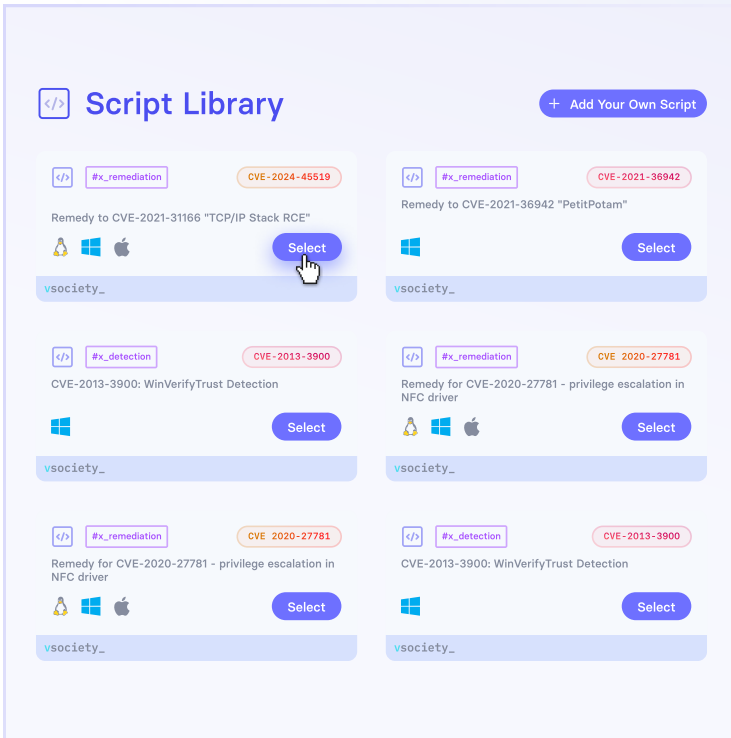 </> Script Library
+ Add Your Own Script
</> #x_remediation CVE-2024-45519
Remedy to CVE-2021-31166 "TCP/IP Stack RCE"
Select
vsociety_
</> #x_remediation CVE-2021-36942
Remedy to CVE-2021-36942 "PetitPotam"
Select
vsociety_
</> #x_detection CVE-2013-3900
CVE-2013-3900: WinVerifyTrust Detection
Select
vsociety_
</> #x_remediation CVE 2020-27781
Remedy for CVE-2020-27781 - privilege escalation in
NFC driver
Select
vsociety_
</> #x_remediation CVE 2020-27781
Remedy for CVE-2020-27781 - privilege escalation in
NFC driver
Select
vsociety_
</> #x_detection CVE-2013-3900
CVE-2013-3900: WinVerifyTrust Detection
Select
vsociety_